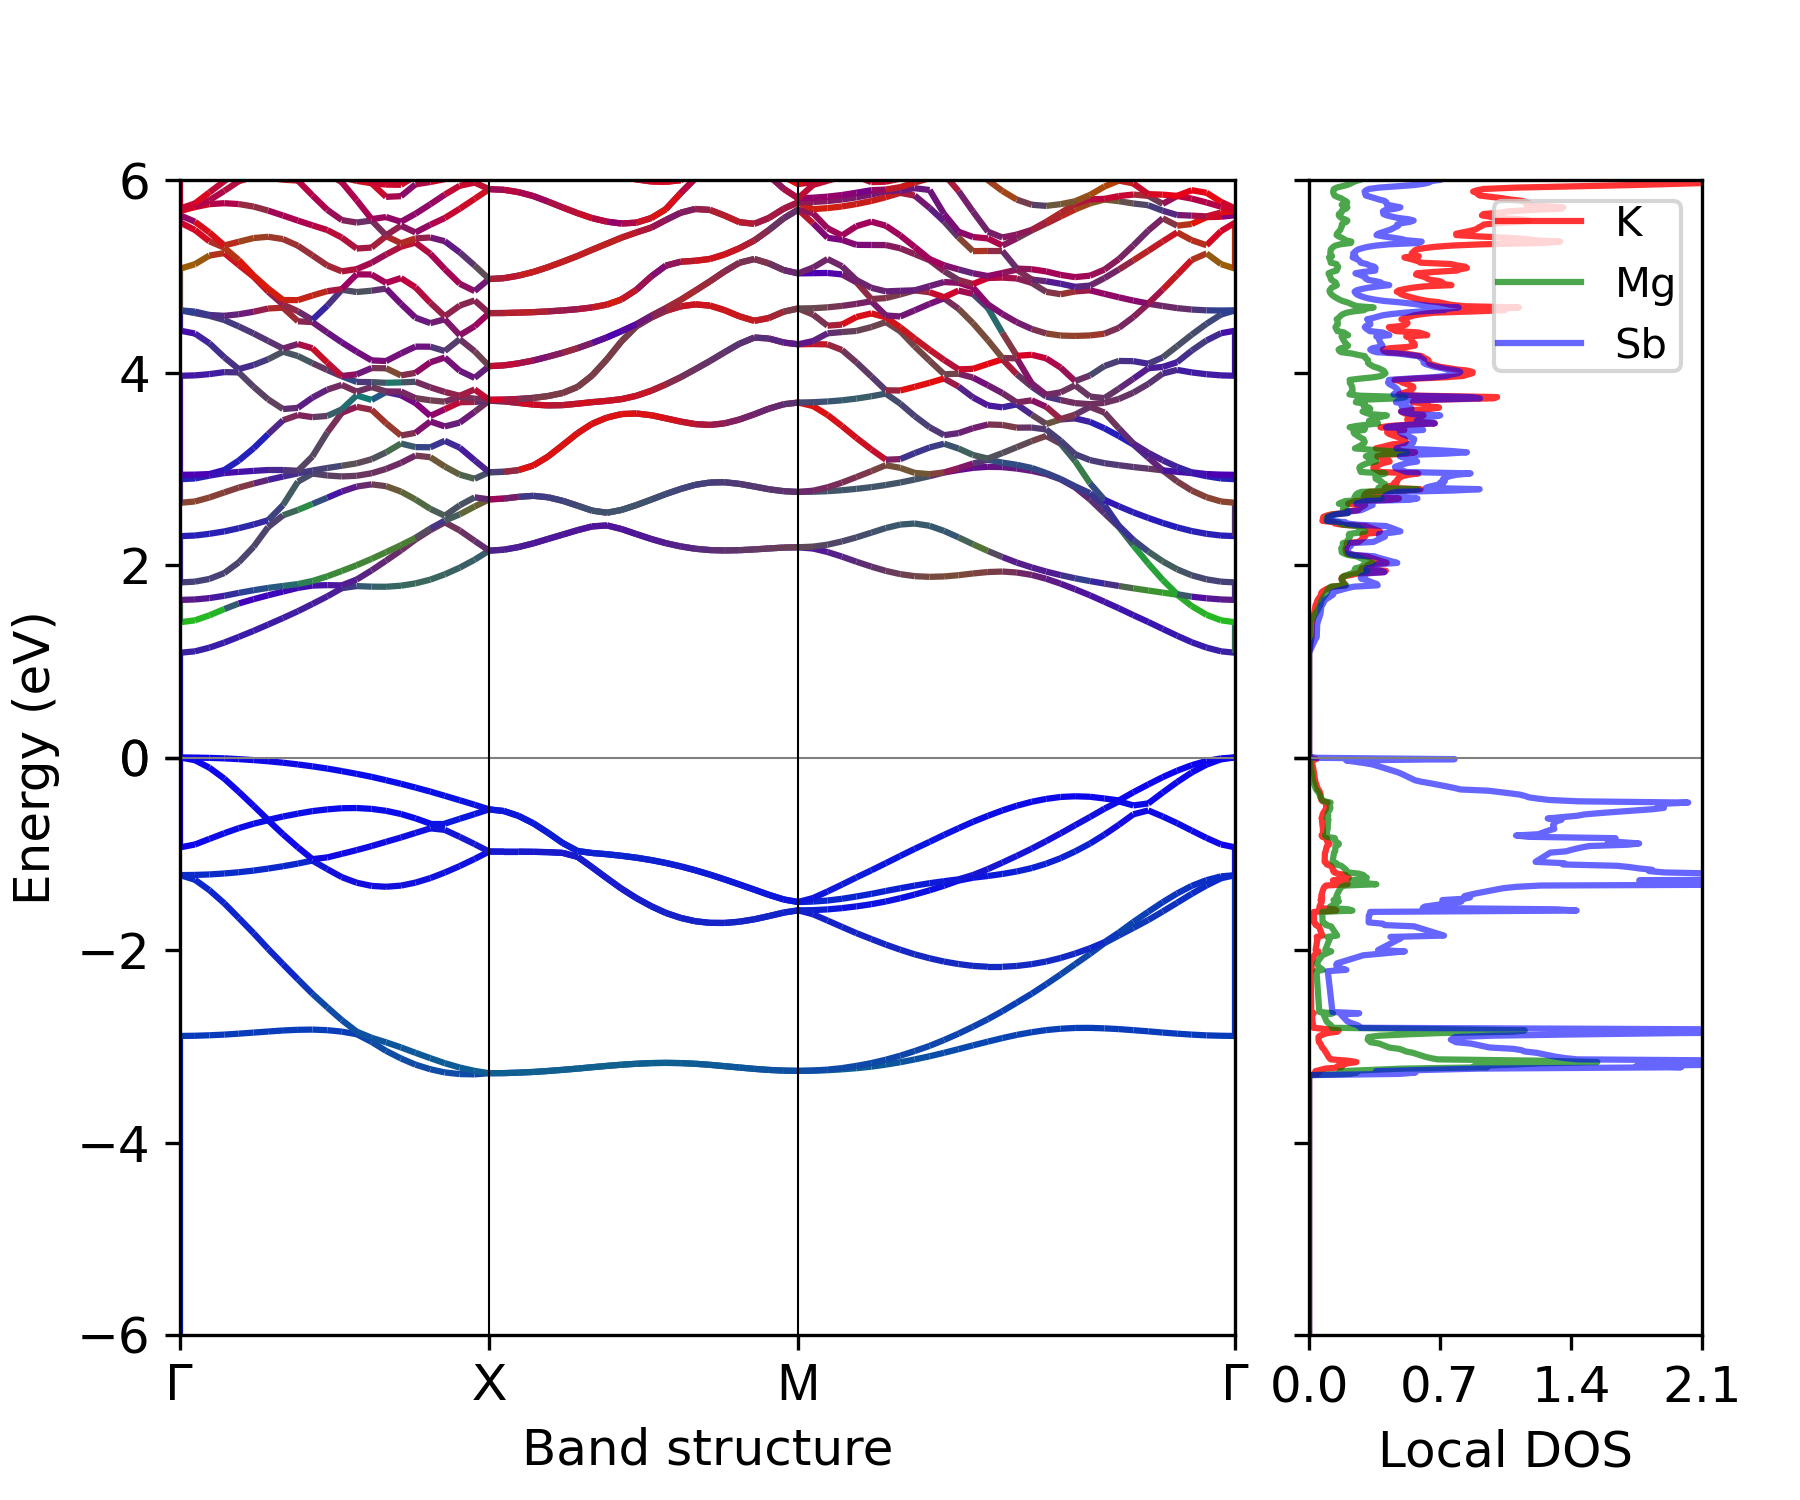 6
4
2
0
−2
−4
−6
Energy (eV)
Γ X M Γ
Band structure
K
Mg
Sb
0.0 0.7 1.4 2.1
Local DOS